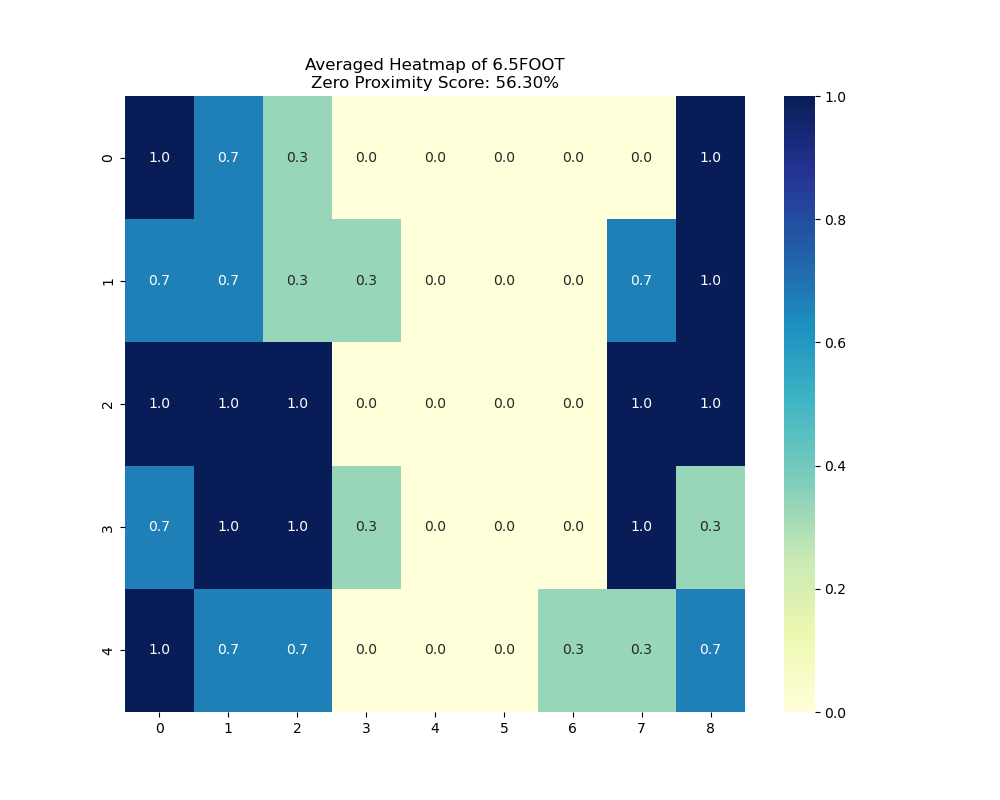 Averaged Heatmap of 6.5FOOT
Zero Proximity Score: 56.30%
0 1.0 0.7 0.3 0.0 0.0 0.0 0.0 0.0 1.0
1 0.7 0.7 0.3 0.3 0.0 0.0 0.0 0.7 1.0
2 1.0 1.0 1.0 0.0 0.0 0.0 0.0 1.0 1.0
3 0.7 1.0 1.0 0.3 0.0 0.0 0.0 1.0 0.3
4 1.0 0.7 0.7 0.0 0.0 0.0 0.3 0.3 0.7
0 1 2 3 4 5 6 7 8
1.0
0.8
0.6
0.4
0.2
0.0